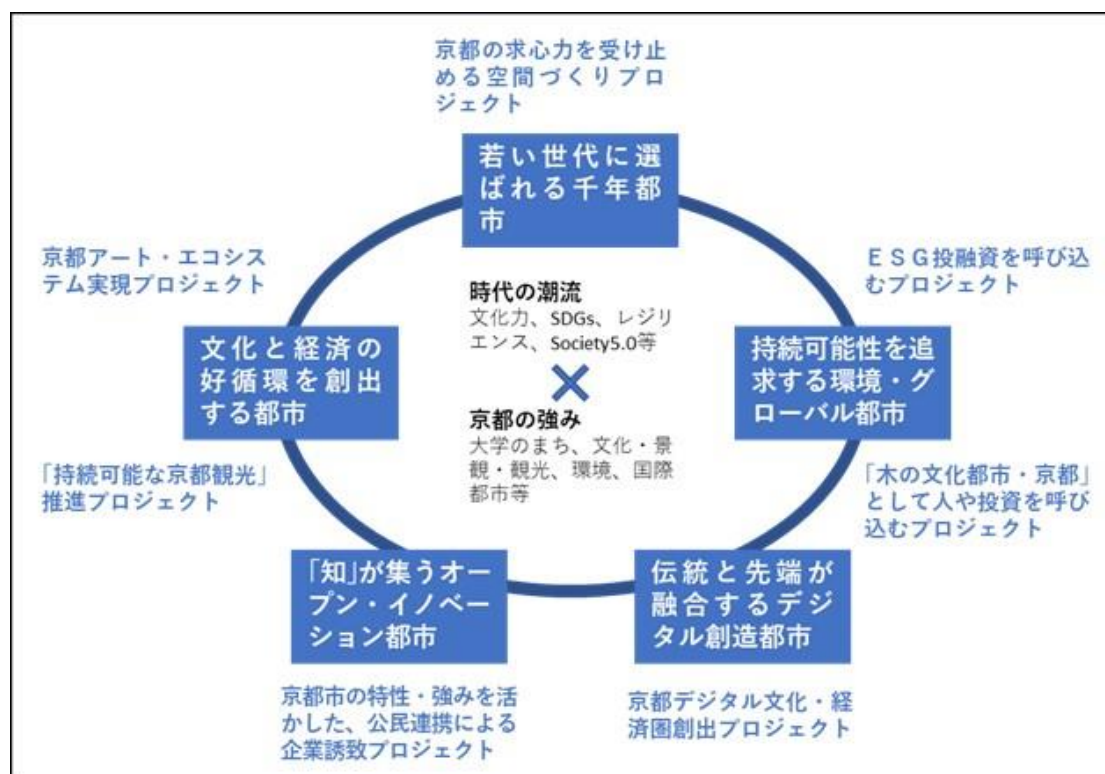 京都の求心力を受け止
める空間づくりプロ
ジェクト
若い世代に選
ばれる千年都
市
京都アート・エコシス
テム実現プロジェクト
ESG投融資を呼び込
むプロジェクト
時代の潮流
文化力、SDGs、レジリ
エンス、Society5.0等
文化と経済の
好循環を創出
する都市
持続可能性を追
求する環境・グ
ローバル都市
京都の強み
大学のまち、文化・景
観・観光、環境、国際
都市等
「持続可能な京都観光」
推進プロジェクト
「木の文化都市・京都」
として人や投資を呼び
込むプロジェクト
「知」が集うオー
プン・イノベー
ション都市
伝統と先端が
融合するデジ
タル創造都市
京都市の特性・強みを活
かした、公民連携による
企業誘致プロジェクト
京都デジタル文化・経
済圏創出プロジェクト